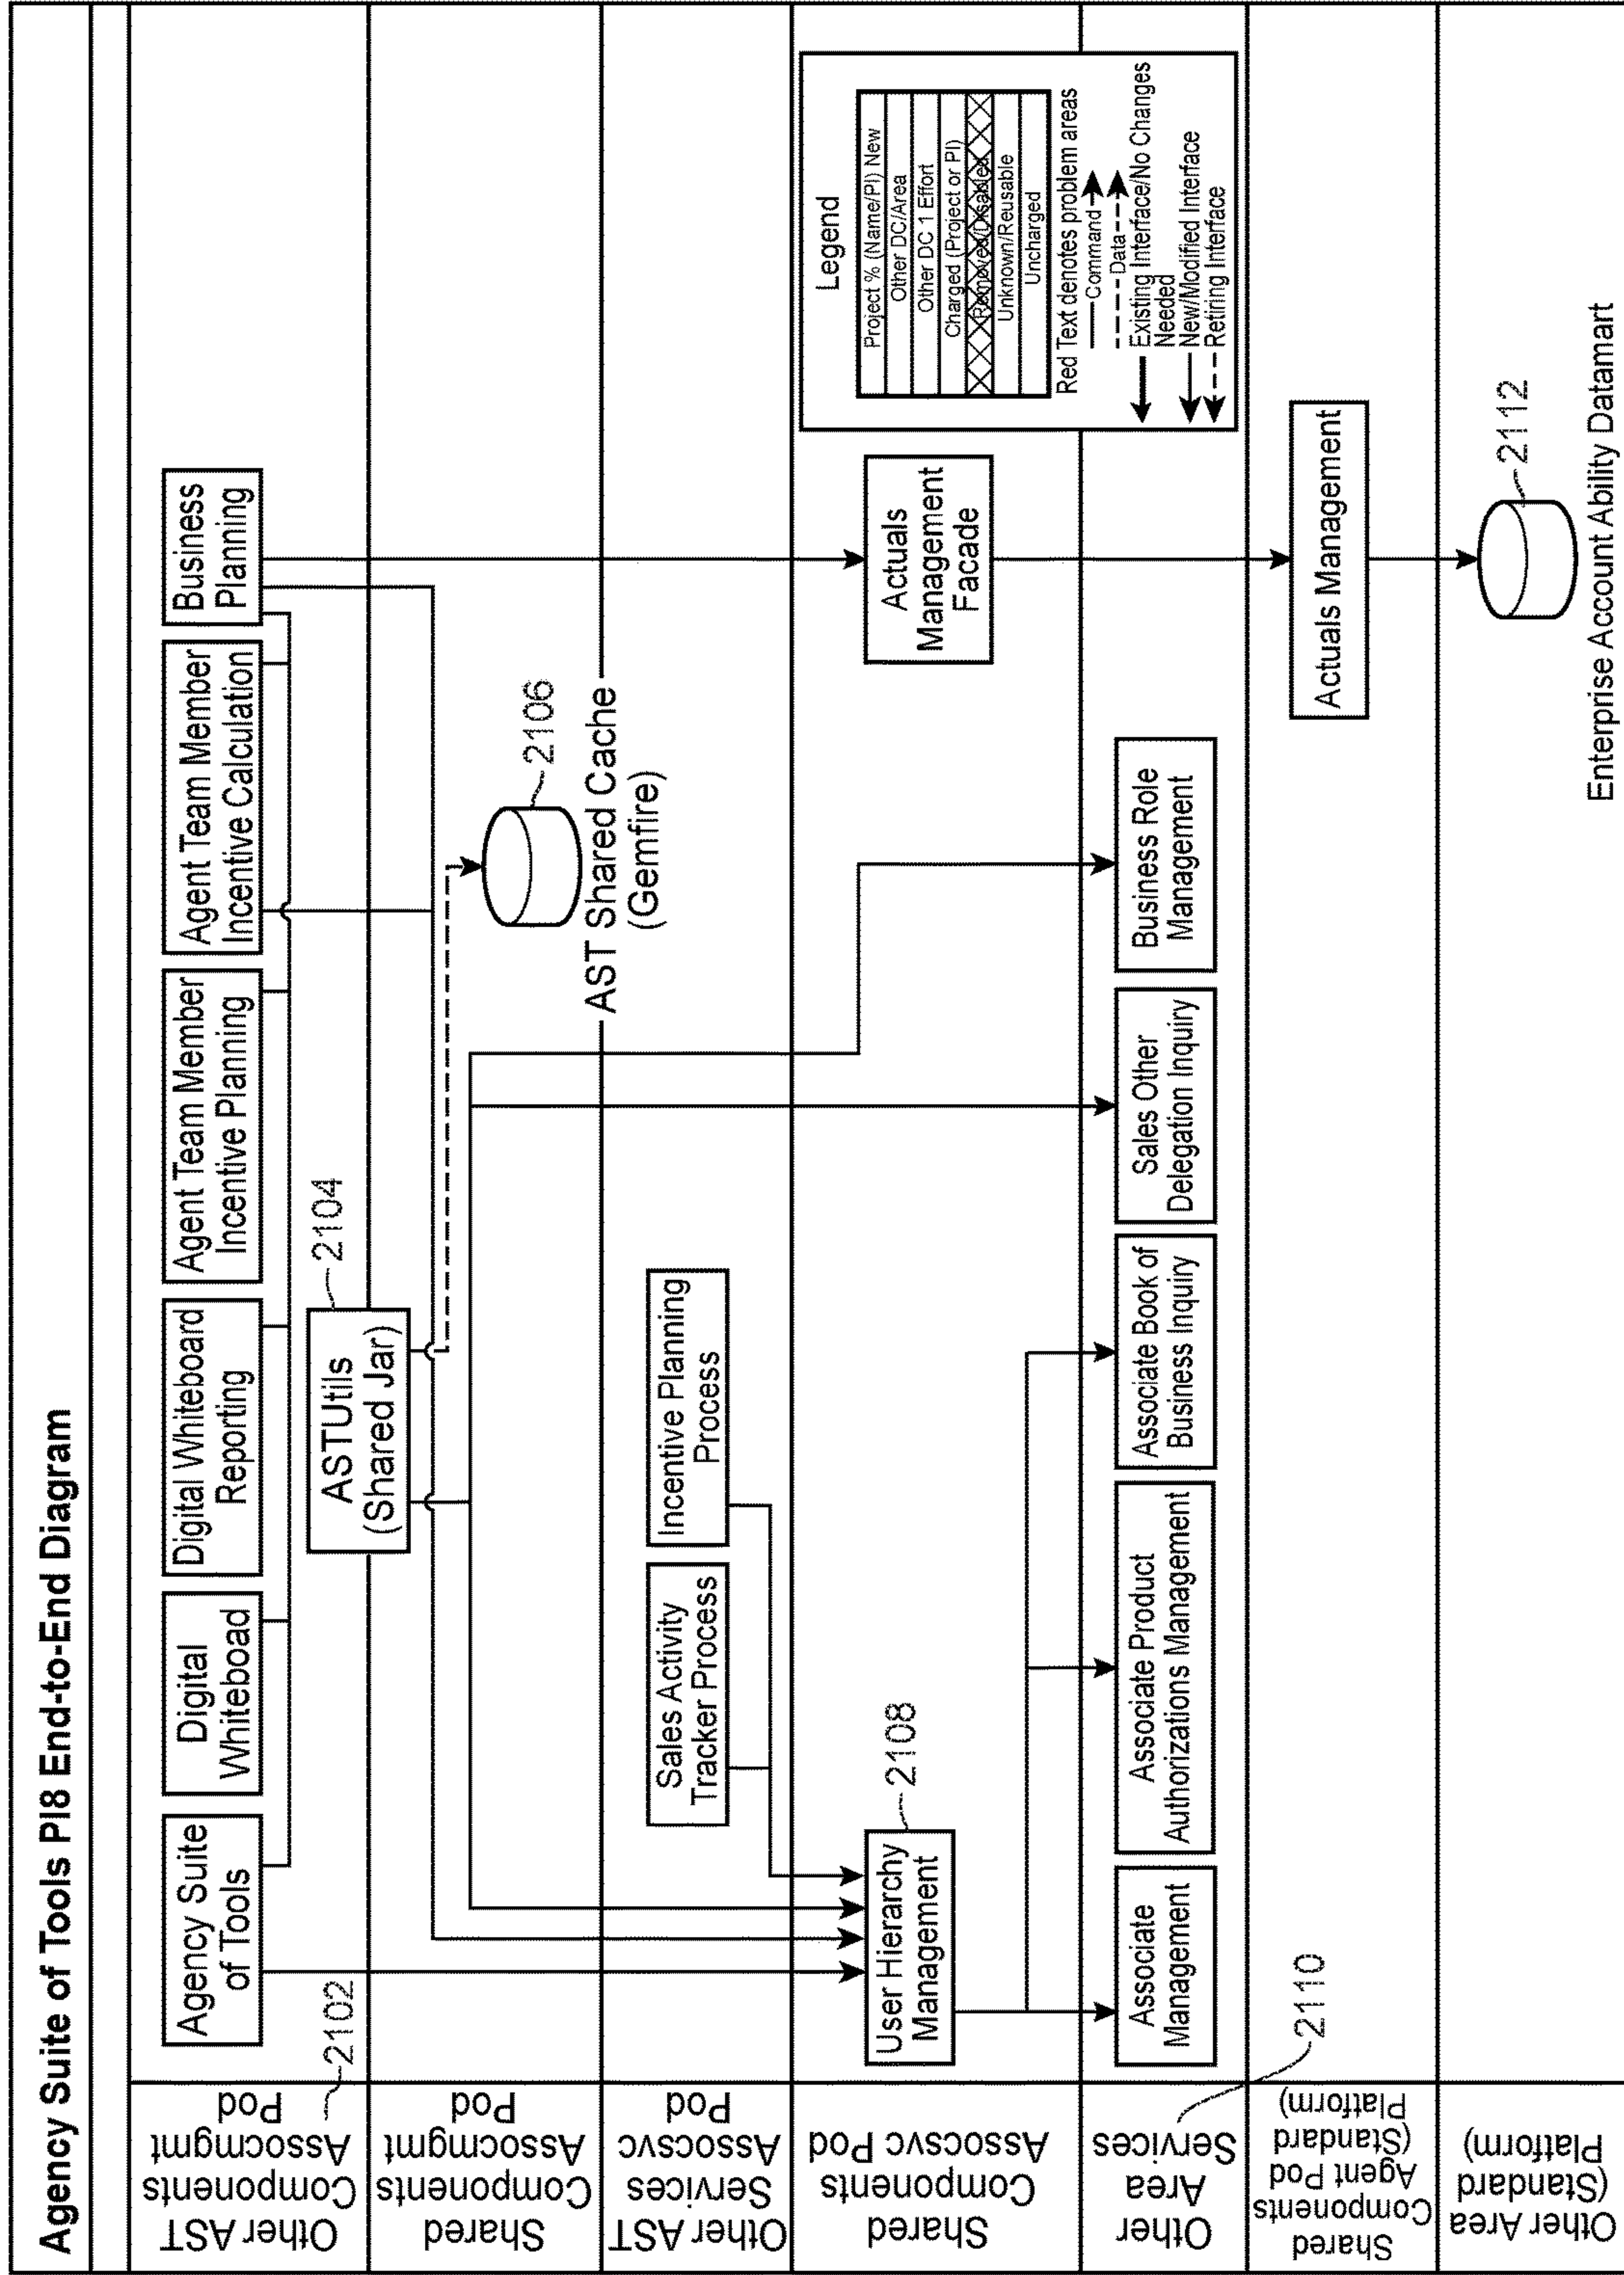 Agency Suite of Tools PI8 End-to-End Diagram
Other AST
Components
Assocmgmt
Pod
2102
Agency Suite
of Tools
Digital
Whiteboad
Digital Whiteboard
Reporting
Agent Team Member
Incentive Planning
Agent Team Member
Incentive Calculation
Business
Planning
ASTUtils
(Shared Jar)
2104
Shared
Components
Assocmgmt
Pod
2106
AST Shared Cache
(Gemfire)
Other AST
Services
Assocsvc
Pod
Sales Activity
Tracker Process
Incentive Planning
Process
Shared
Components
Assocsvc Pod
User Hierarchy
Management
2108
Actuals
Management
Facade
Other
Area
Services
Associate
Management
Associate Product
Authorizations Management
Associate Book of
Business Inquiry
Sales Other
Delegation Inquiry
Business Role
Management
2110
Shared
Components
Agent Pod
(Standard
Platform)
Actuals Management
Other Area
(Standard
Platform)
2112
Enterprise Account Ability Datamart
Legend
Project % (Name/PI) New
Other DC/Area
Other DC 1 Effort
Charged (Project or PI)
Removed/Disabled
Unknown/Reusable
Uncharged
Red Text denotes problem areas
Command
Data
Existing Interface/No Changes
Needed
New/Modified Interface
Retiring Interface